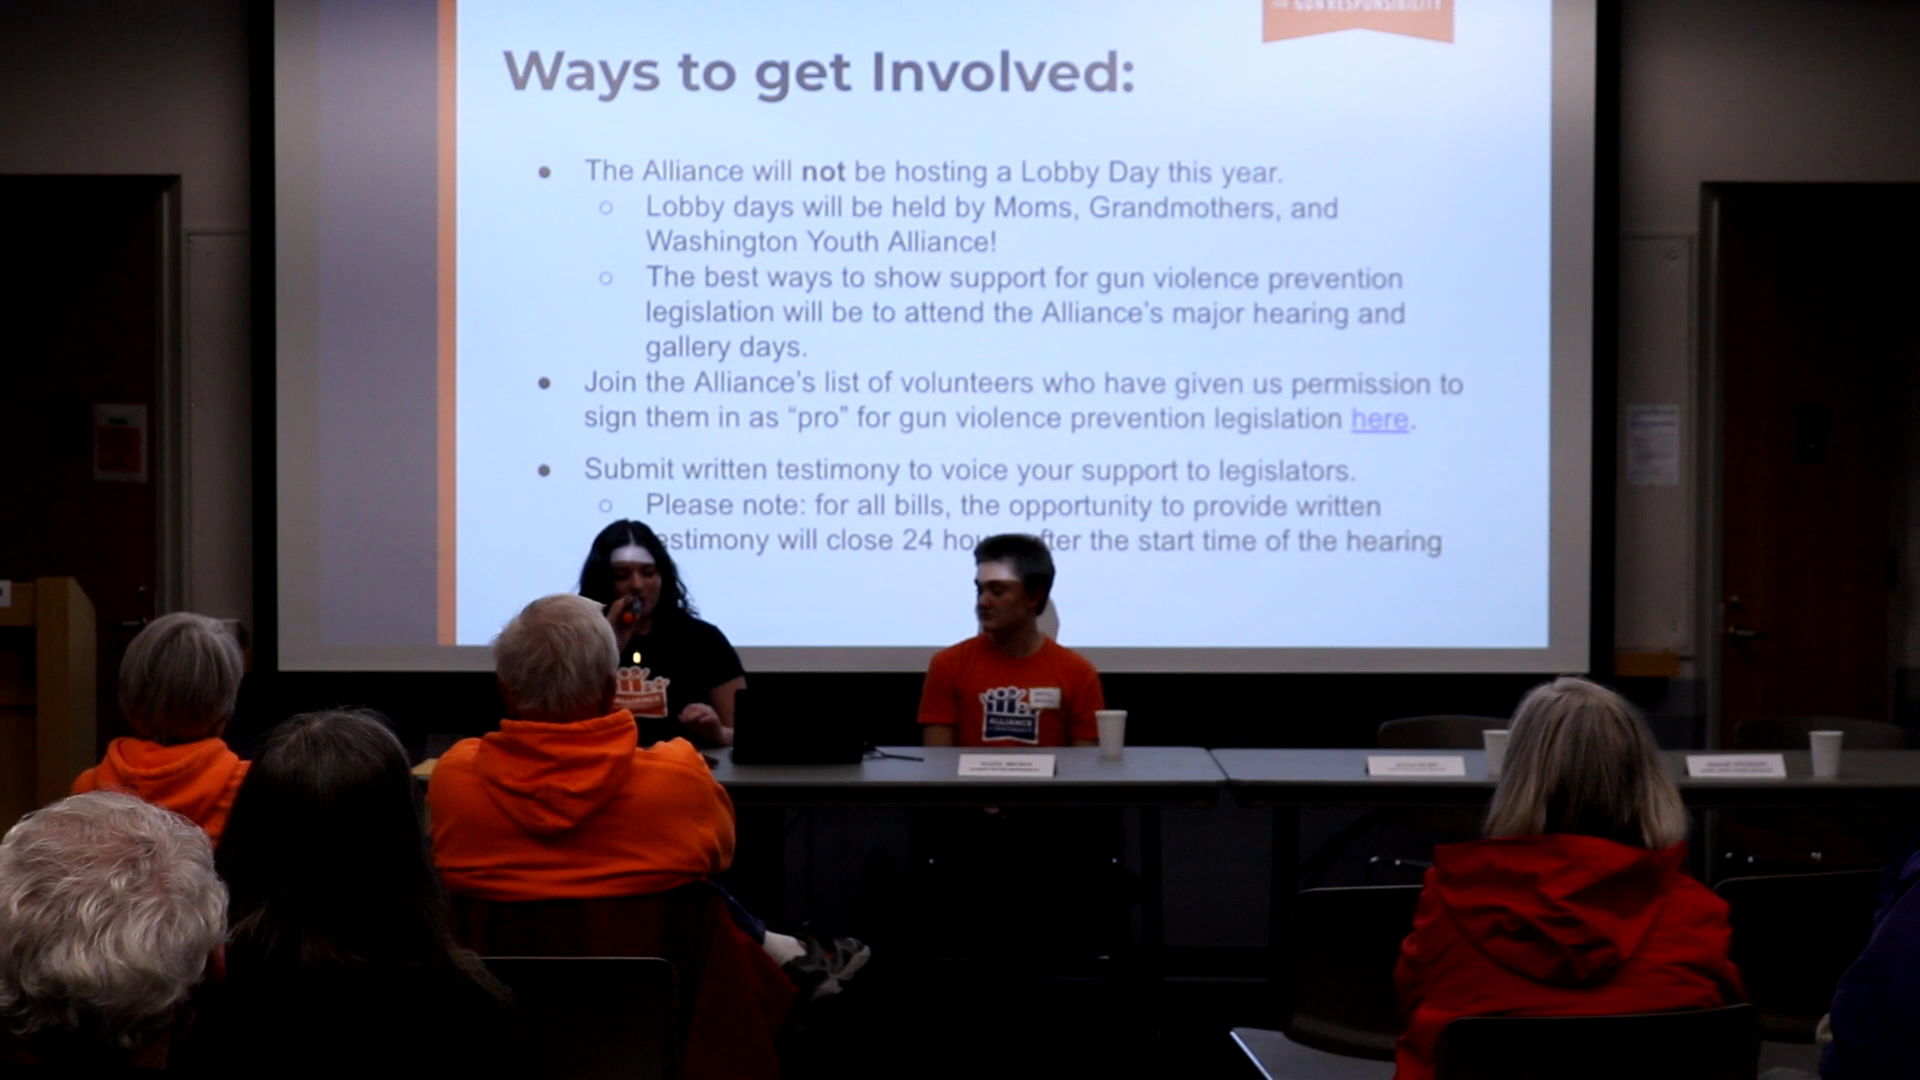 GUN RESPONSIBILITY
Ways to get Involved:
• The Alliance will not be hosting a Lobby Day this year.
○ Lobby days will be held by Moms, Grandmothers, and
Washington Youth Alliance!
○ The best ways to show support for gun violence prevention
legislation will be to attend the Alliance’s major hearing and
gallery days.
• Join the Alliance’s list of volunteers who have given us permission to
sign them in as “pro” for gun violence prevention legislation here.
• Submit written testimony to voice your support to legislators.
○ Please note: for all bills, the opportunity to provide written
estimony will close 24 hou fter the start time of the hearing
ALLIANCE
ALLIANCE